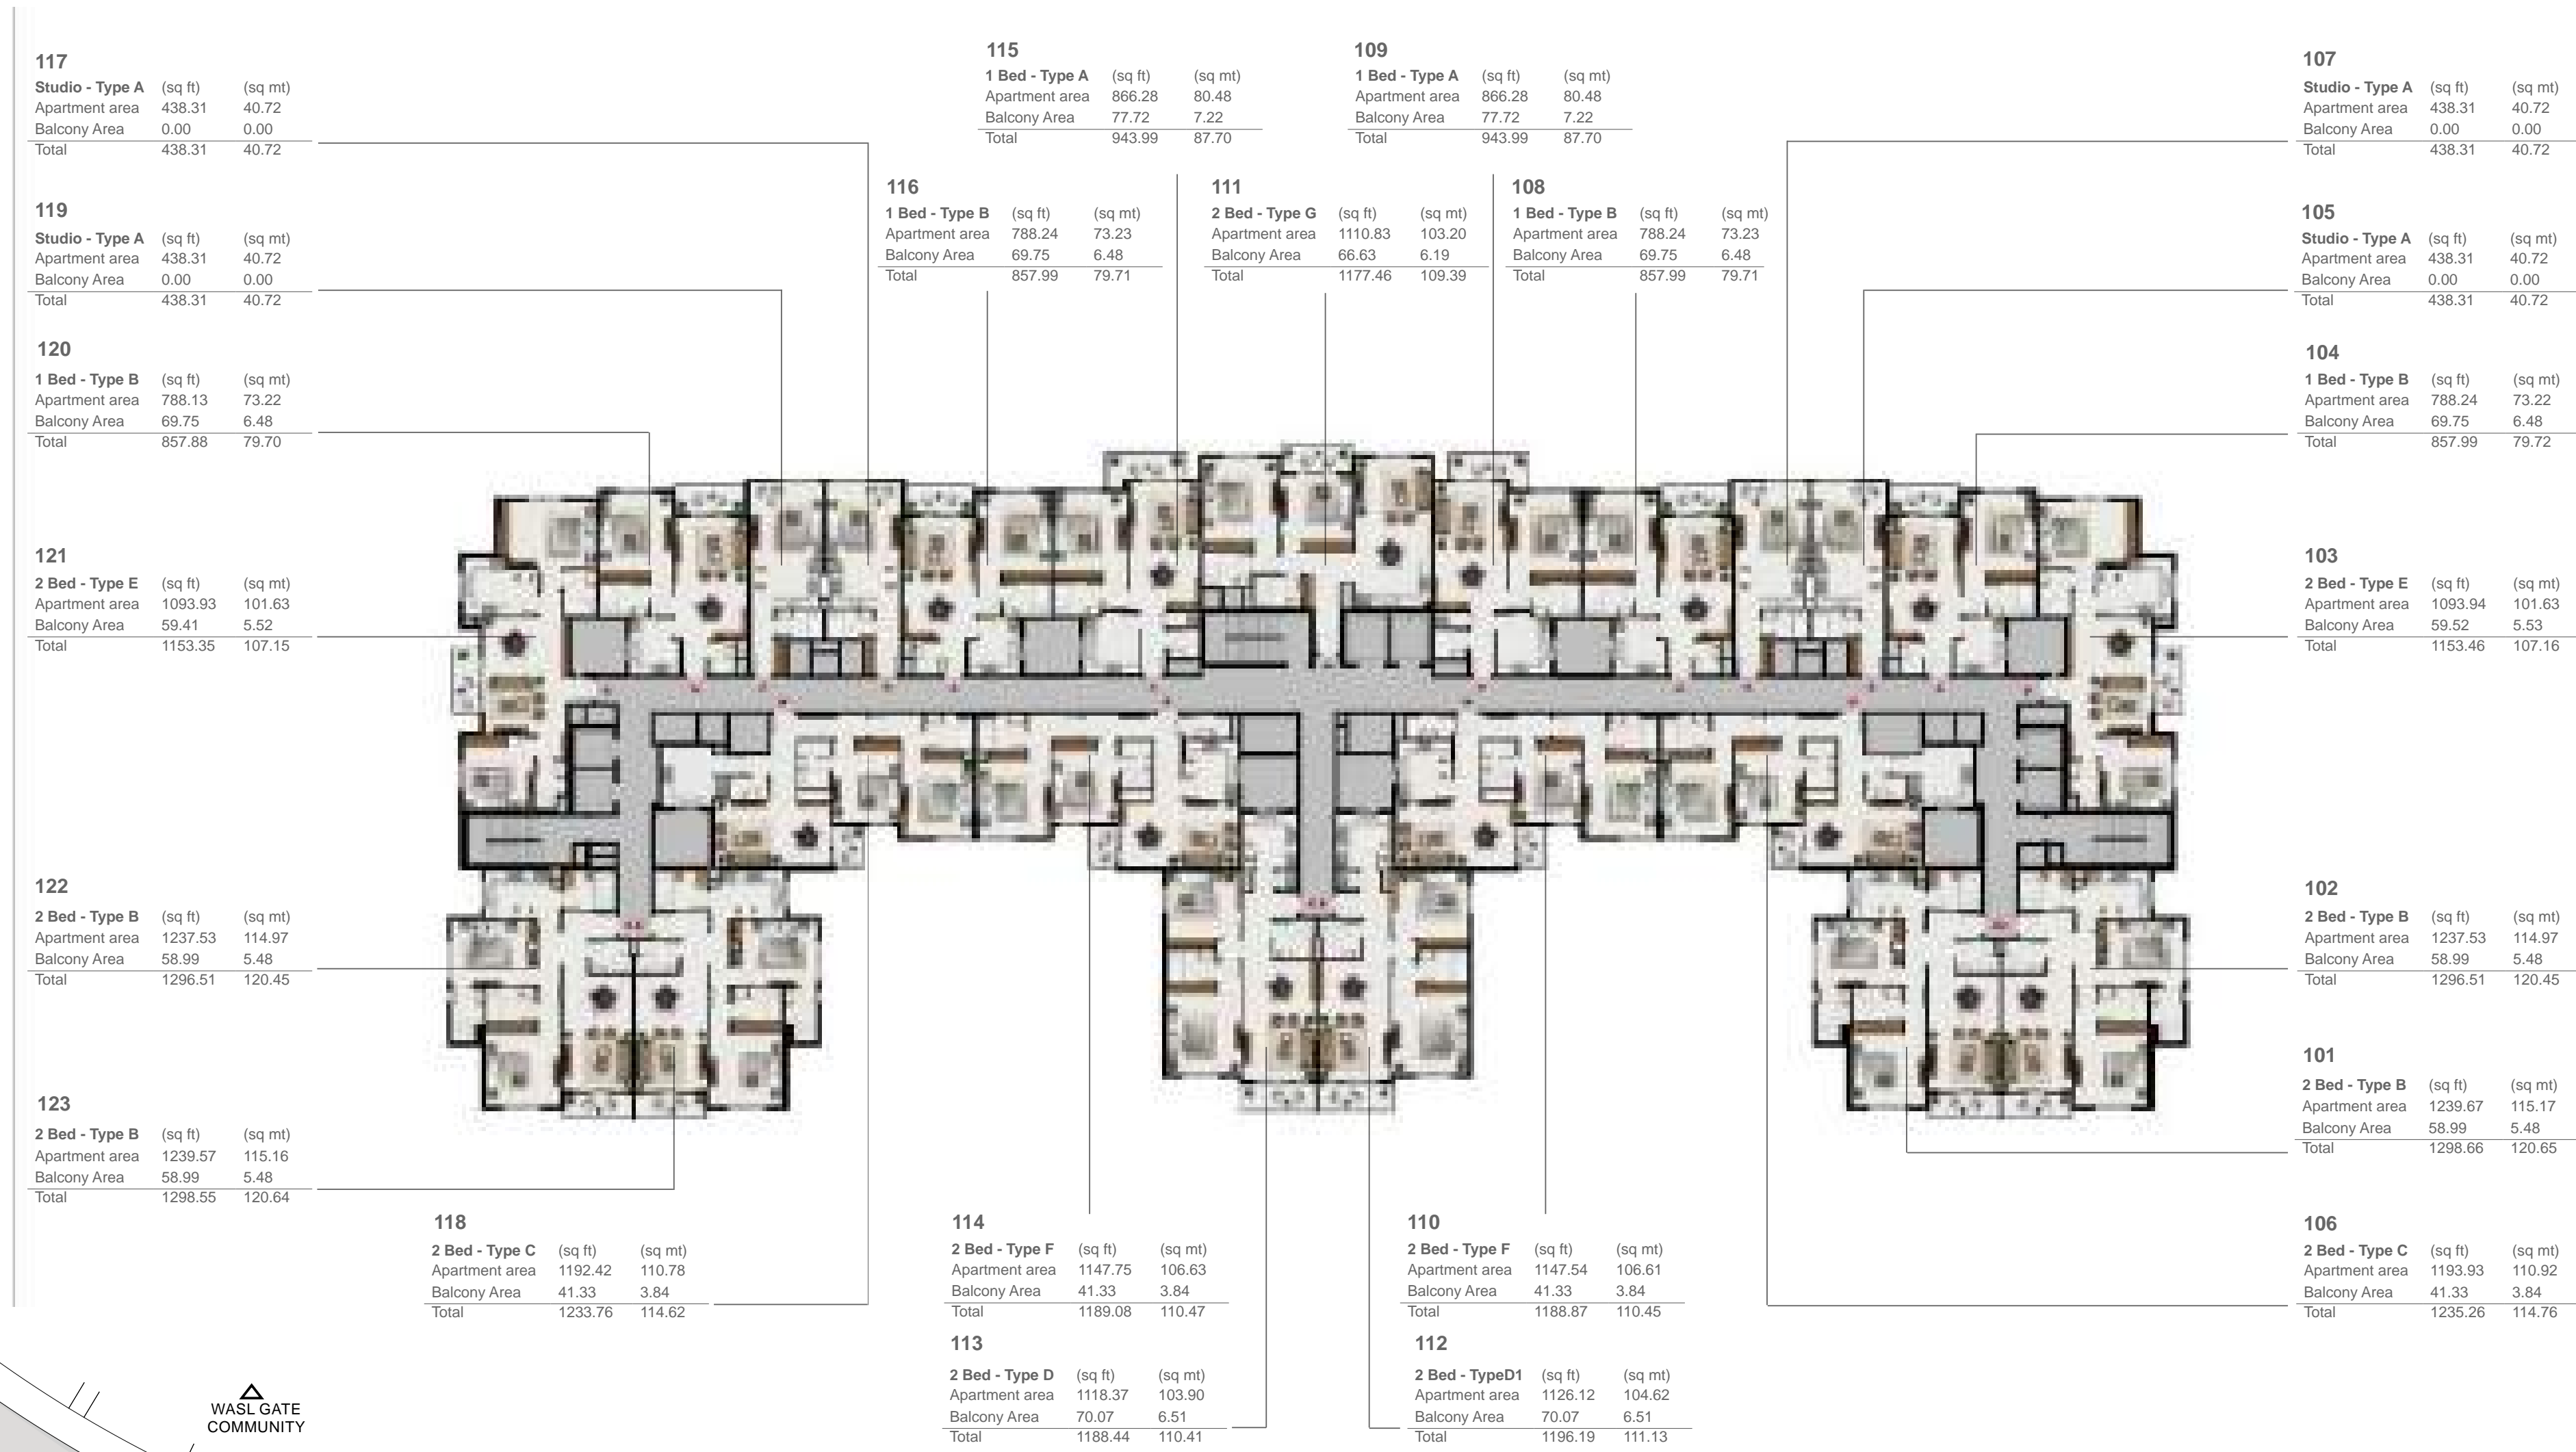 117
Studio - Type A (sq ft) (sq mt)
Apartment area 438.31 40.72
Balcony Area 0.00 0.00
Total 438.31 40.72
119
Studio - Type A (sq ft) (sq mt)
Apartment area 438.31 40.72
Balcony Area 0.00 0.00
Total 438.31 40.72
120
1 Bed - Type B (sq ft) (sq mt)
Apartment area 788.13 73.22
Balcony Area 69.75 6.48
Total 857.88 79.70
121
2 Bed - Type E (sq ft) (sq mt)
Apartment area 1093.93 101.63
Balcony Area 59.41 5.52
Total 1153.35 107.15
122
2 Bed - Type B (sq ft) (sq mt)
Apartment area 1237.53 114.97
Balcony Area 58.99 5.48
Total 1296.51 120.45
123
2 Bed - Type B (sq ft) (sq mt)
Apartment area 1239.57 115.16
Balcony Area 58.99 5.48
Total 1298.55 120.64
115
1 Bed - Type A (sq ft) (sq mt)
Apartment area 866.28 80.48
Balcony Area 77.72 7.22
Total 943.99 87.70
109
1 Bed - Type A (sq ft) (sq mt)
Apartment area 866.28 80.48
Balcony Area 77.72 7.22
Total 943.99 87.70
116
1 Bed - Type B (sq ft) (sq mt)
Apartment area 788.24 73.23
Balcony Area 69.75 6.48
Total 857.99 79.71
111
2 Bed - Type G (sq ft) (sq mt)
Apartment area 1110.83 103.20
Balcony Area 66.63 6.19
Total 1177.46 109.39
108
1 Bed - Type B (sq ft) (sq mt)
Apartment area 788.24 73.23
Balcony Area 69.75 6.48
Total 857.99 79.71
107
Studio - Type A (sq ft) (sq mt)
Apartment area 438.31 40.72
Balcony Area 0.00 0.00
Total 438.31 40.72
105
Studio - Type A (sq ft) (sq mt)
Apartment area 438.31 40.72
Balcony Area 0.00 0.00
Total 438.31 40.72
104
1 Bed - Type B (sq ft) (sq mt)
Apartment area 788.24 73.22
Balcony Area 69.75 6.48
Total 857.99 79.72
103
2 Bed - Type E (sq ft) (sq mt)
Apartment area 1093.94 101.63
Balcony Area 59.52 5.53
Total 1153.46 107.16
102
2 Bed - Type B (sq ft) (sq mt)
Apartment area 1237.53 114.97
Balcony Area 58.99 5.48
Total 1296.51 120.45
101
2 Bed - Type B (sq ft) (sq mt)
Apartment area 1239.67 115.17
Balcony Area 58.99 5.48
Total 1298.66 120.65
118
2 Bed - Type C (sq ft) (sq mt)
Apartment area 1192.42 110.78
Balcony Area 41.33 3.84
Total 1233.76 114.62
114
2 Bed - Type F (sq ft) (sq mt)
Apartment area 1147.75 106.63
Balcony Area 41.33 3.84
Total 1189.08 110.47
110
2 Bed - Type F (sq ft) (sq mt)
Apartment area 1147.54 106.61
Balcony Area 41.33 3.84
Total 1188.87 110.45
106
2 Bed - Type C (sq ft) (sq mt)
Apartment area 1193.93 110.92
Balcony Area 41.33 3.84
Total 1235.26 114.76
113
2 Bed - Type D (sq ft) (sq mt)
Apartment area 1118.37 103.90
Balcony Area 70.07 6.51
Total 1188.44 110.41
112
2 Bed - TypeD1 (sq ft) (sq mt)
Apartment area 1126.12 104.62
Balcony Area 70.07 6.51
Total 1196.19 111.13
WASL GATE
COMMUNITY